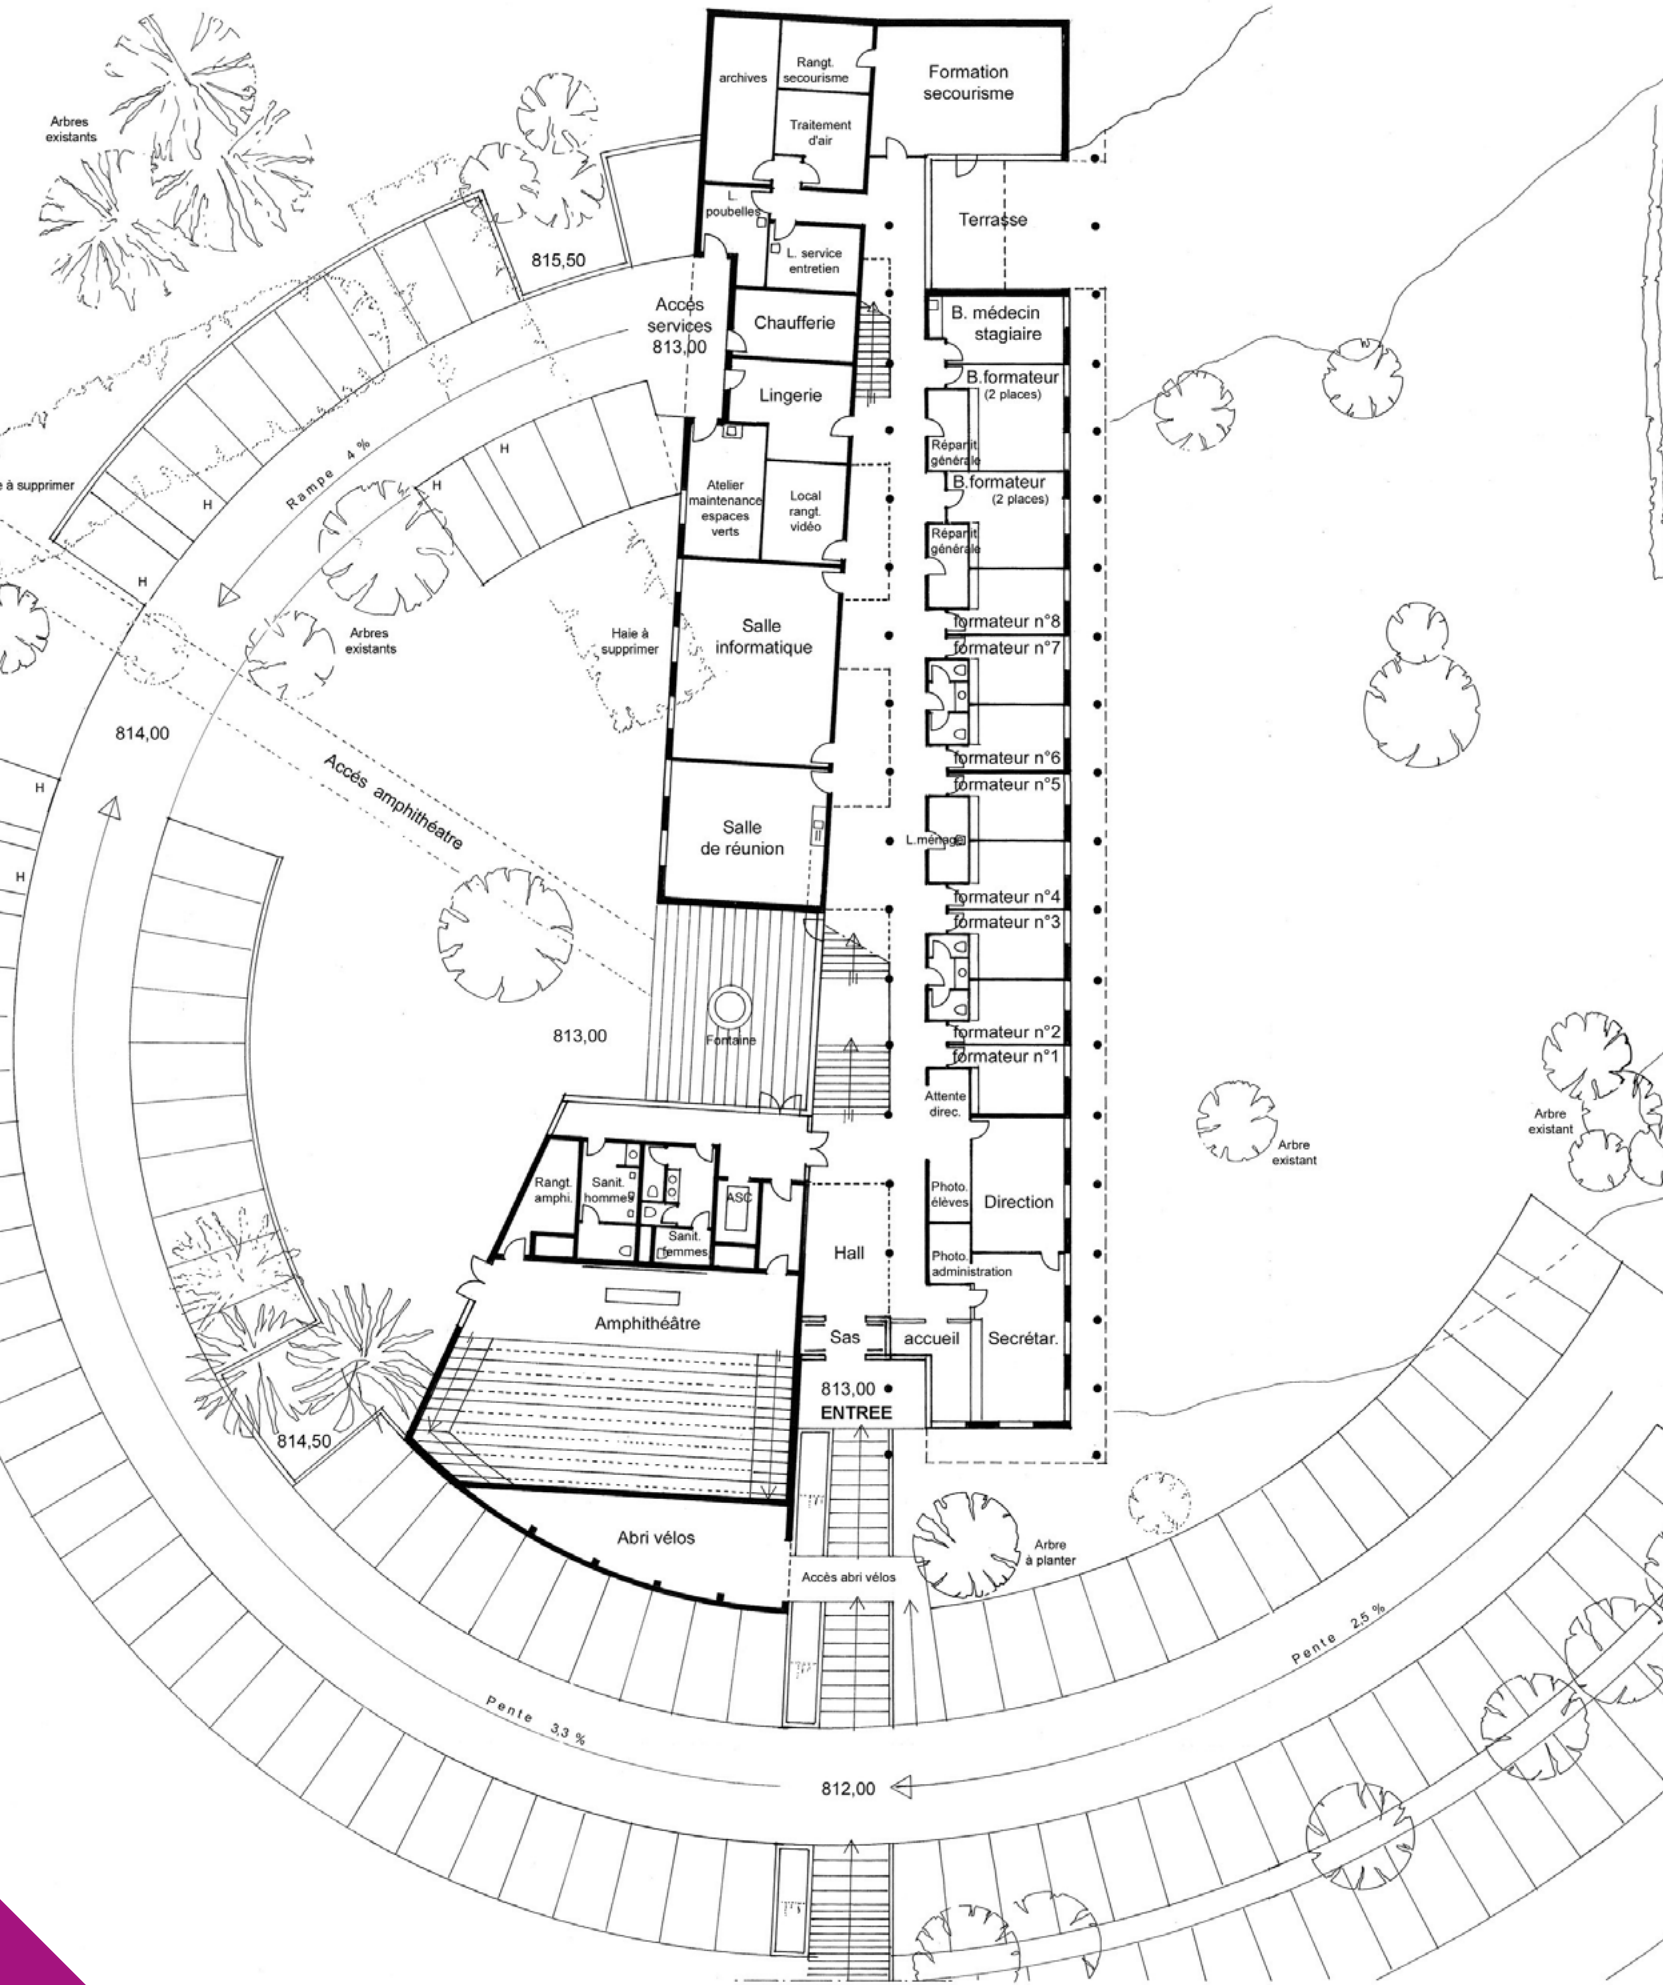 archives
Rangt.
secourisme
Formation
secourisme
Traitement
d'air
Arbres
existants
L.
poubelles
Terrasse
L. service
entretien
815,50
Accés
services
813,00
Chaufferie
B. médecin
stagiaire
Lingerie
B.formateur
(2 places)
Rampe 4 %
H
Réparit.
générale
H
e à supprimer
H
Atelier
maintenance
espaces
verts
Local
rangt.
vidéo
B.formateur
(2 places)
Réparit
générale
H
Arbres
existants
Haie à
supprimer
Salle
informatique
formateur n°8
formateur n°7
814,00
Accés amphithéatre
formateur n°6
formateur n°5
H
Salle
de réunion
L.ménage
H
formateur n°4
formateur n°3
Fontaine
813,00
formateur n°2
formateur n°1
Attente
direc.
Arbre
existant
Arbre
existant
Rangt.
amphi.
Sanit.
hommes
ASC
Sanit.
femmes
Photo.
élèves
Direction
Hall
Photo.
administration
Amphithéâtre
Sas
accueil
Secrétar.
813,00
ENTREE
814,50
Abri vélos
Arbre
à planter
Accès abri vélos
Pente 2,5 %
Pente 3,3 %
812,00